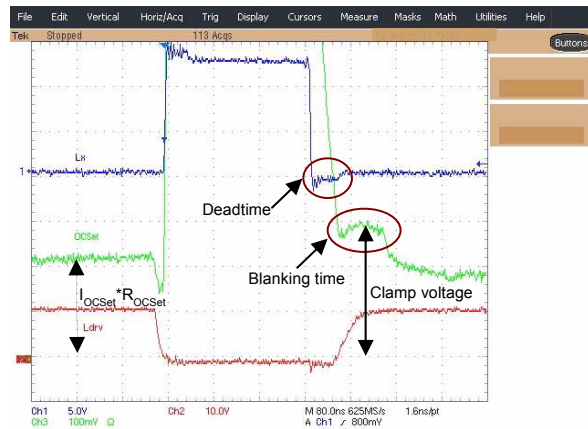 File Edit Vertical Horiz/Acq Trig Display Cursors Measure Masks Math Utilities Help
Tek Stopped 113 Acqs Buttons
Lx
1
Deadtime
OCSet
Blanking time
IOCSet*ROCSet
Clamp voltage
Ldrv
Ch1 5.0V Ch2 10.0V M 80.0ns 625MS/s 1.6ns/pt
Ch3 100mV Ω A Ch1 ∕ 800mV